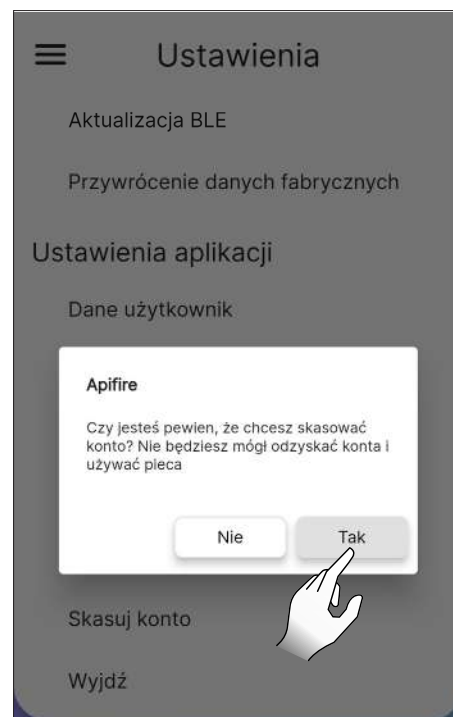 Ustawienia
Aktualizacja BLE
Przywrócenie danych fabrycznych
Ustawienia aplikacji
Dane użytkownik
Apifire
Czy jesteś pewien, że chcesz skasować
konto? Nie będziesz mógł odzyskać konta i
używać pieca
Nie
Tak
Skasuj konto
Wyjdź